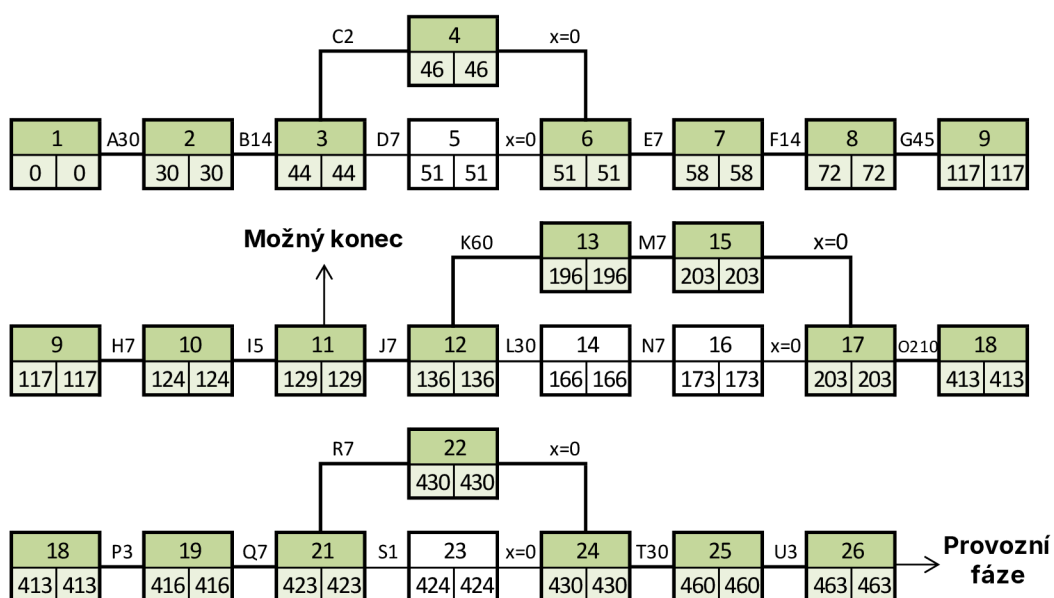 C2 4 x=0
46 46
1 A30 2 B14 3 D7 5 x=0 6 E7 7 F14 8 G45 9
0 0 30 30 44 44 51 51 51 51 58 58 72 72 117 117
Možný konec
K60 13 M7 15 x=0
196 196 203 203
9 H7 10 I5 11 J7 12 L30 14 N7 16 x=0 17 O210 18
117 117 124 124 129 129 136 136 166 166 173 173 203 203 413 413
R7 22 x=0
430 430
18 P3 19 Q7 21 S1 23 x=0 24 T30 25 U3 26
413 413 416 416 423 423 424 424 430 430 460 460 463 463
Provozní
fáze